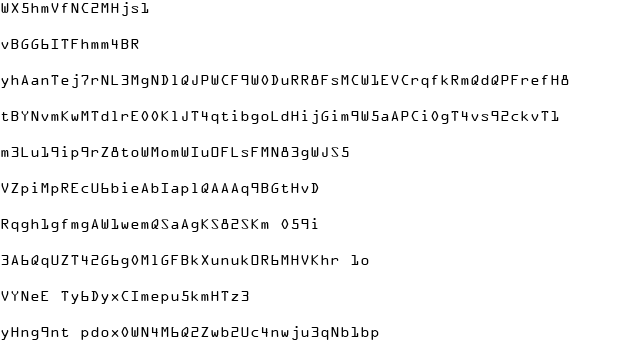 WX5hmVfNC2MHjs1
vBGG6ITFhmm4BR
yhAanTej7rNL3MgND1QJPWCF9W0DuRR8FsMCW1EVCrqfkRmQdQPFrefH8
tBYNvmKwMTd1rE00K1JT4qtibgoLdHijGim9W5aAPCi0gT4vs92ckvT1
m3Lu19ip9rZ8toWMomWIuOFLsFMN83gWJS5
VZpiMpREcU6bieAbIap1QAAAq9BGtHvD
Rqgh1gfmgAW1wemQSaAgKS82SKm 059i
3A6QqUZT42G6g0M1GFBkXunukOR6MHVKhr 1o
VYNeE Ty6DyxCImepu5kmHTz3
yHng9nt pdox0WN4M6Q2Zwb2Uc4nwju3qNb1bp